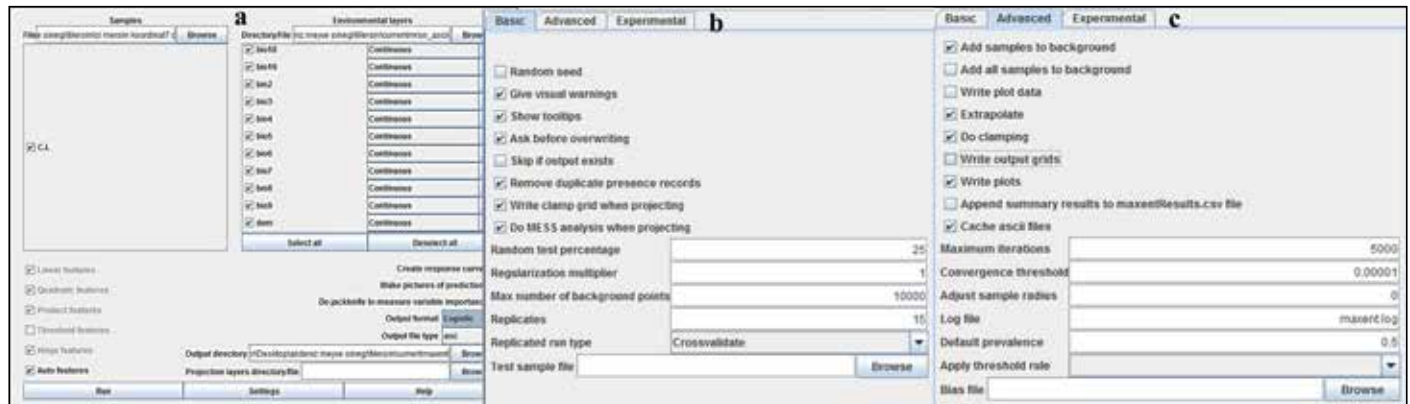 a
Samples
File Browse
C.L
Environmental layers
Directory/File Brow
bio18 Continuous
bio19 Continuous
bio2 Continuous
bio3 Continuous
bio4 Continuous
bio5 Continuous
bio6 Continuous
bio7 Continuous
bio8 Continuous
bio9 Continuous
dem Continuous
Select all Deselect all
Linear features
Quadratic features
Product features
Threshold features
Hinge features
Auto features
Create response curve
Make pictures of prediction
Do jackknife to measure variable importan
Output format Logistic
Output file type asc
Output directory Brow
Projection layers directory/file Brow
Run Settings Help
Basic Advanced Experimental b
Random seed
Give visual warnings
Show tooltips
Ask before overwriting
Skip if output exists
Remove duplicate presence records
Write clamp grid when projecting
Do MESS analysis when projecting
Random test percentage 25
Regularization multiplier 1
Max number of background points 10000
Replicates 15
Replicated run type Crossvalidate
Test sample file Browse
Basic Advanced Experimental c
Add samples to background
Add all samples to background
Write plot data
Extrapolate
Do clamping
Write output grids
Write plots
Append summary results to maxentResults.csv file
Cache ascii files
Maximum iterations 5000
Convergence threshold 0.00001
Adjust sample radius 0
Log file maxent.log
Default prevalence 0.5
Apply threshold rule
Bias file Browse